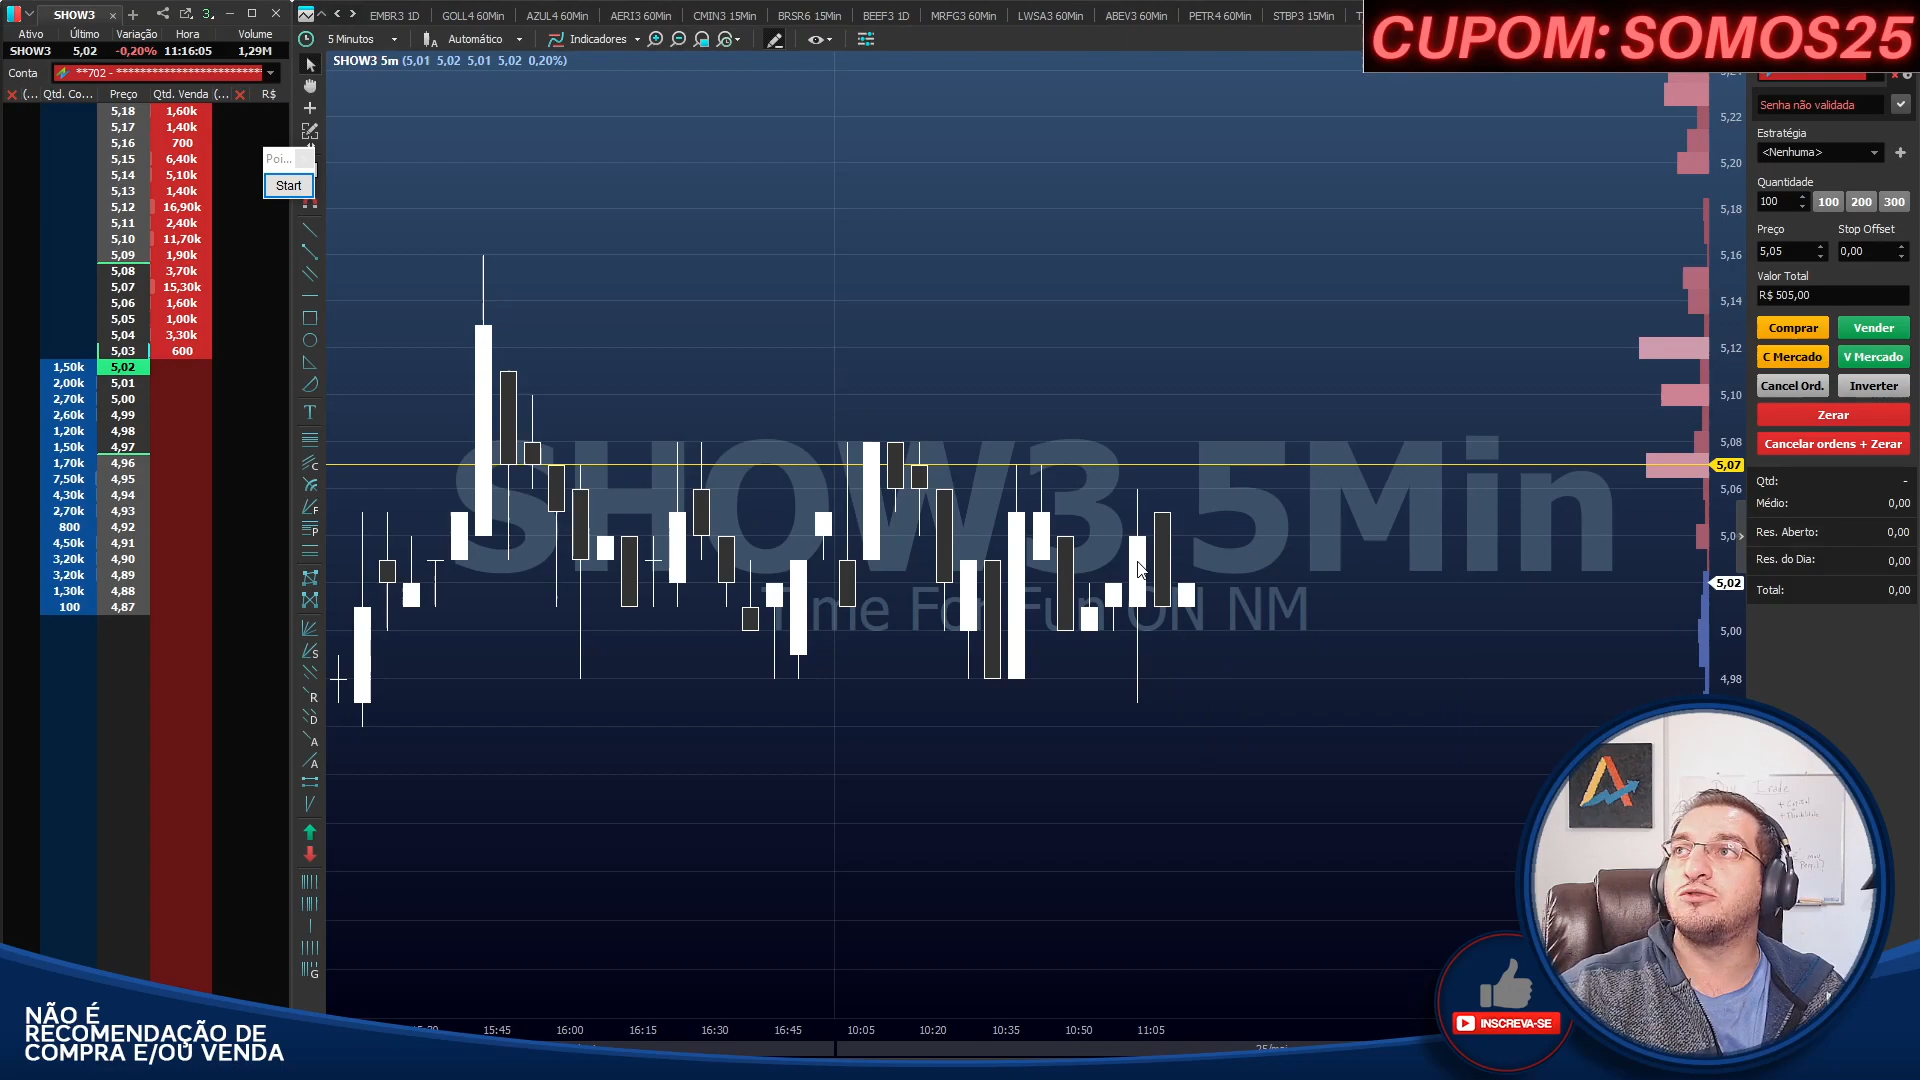 SHOW3
EMBR3 1D
GOLL4 60Min
AZUL4 60Min
AERI3 60Min
CMIN3 15Min
BRSR6 15Min
BEEF3 1D
MRFG3 60Min
LWSA3 60Min
ABEV3 60Min
PETR4 60Min
STBP3 15Min
CUPOM: SOMOS25
Ativo Último Variação Hora Volume
SHOW3 5,02 -0,20% 11:16:05 1,29M
5 Minutos
Automático
Indicadores
SHOW3 5m (5,01 5,02 5,01 5,02 0,20%)
Conta **702 - *************************
(... Qtd. Co... Preço Qtd. Venda (... R$
5,18 1,60k
5,17 1,40k
5,16 700
5,15 6,40k
5,14 5,10k
5,13 1,40k
5,12 16,90k
5,11 2,40k
5,10 11,70k
5,09 1,90k
5,08 3,70k
5,07 15,30k
5,06 1,60k
5,05 1,00k
5,04 3,30k
5,03 600
1,50k 5,02
2,00k 5,01
2,70k 5,00
2,60k 4,99
1,20k 4,98
1,50k 4,97
1,70k 4,96
7,50k 4,95
4,30k 4,94
2,70k 4,93
800 4,92
4,50k 4,91
3,20k 4,90
3,20k 4,89
1,30k 4,88
100 4,87
Poi...
Start
SHOW3 5Min
Time For Fun ON NM
5,22
5,20
5,18
5,16
5,14
5,12
5,10
5,08
5,07
5,06
5,02
5,00
4,98
Senha não validada
Estratégia
<Nenhuma>
Quantidade
100 100 200 300
Preço Stop Offset
5,05 0,00
Valor Total
R$ 505,00
Comprar Vender
C Mercado V Mercado
Cancel Ord. Inverter
Zerar
Cancelar ordens + Zerar
Qtd: -
Médio: 0,00
Res. Aberto: 0,00
Res. do Dia: 0,00
Total: 0,00
15:45 16:00 16:15 16:30 16:45 10:05 10:20 10:35 10:50 11:05
NÃO É
RECOMENDAÇÃO DE
COMPRA E/OU VENDA
INSCREVA-SE